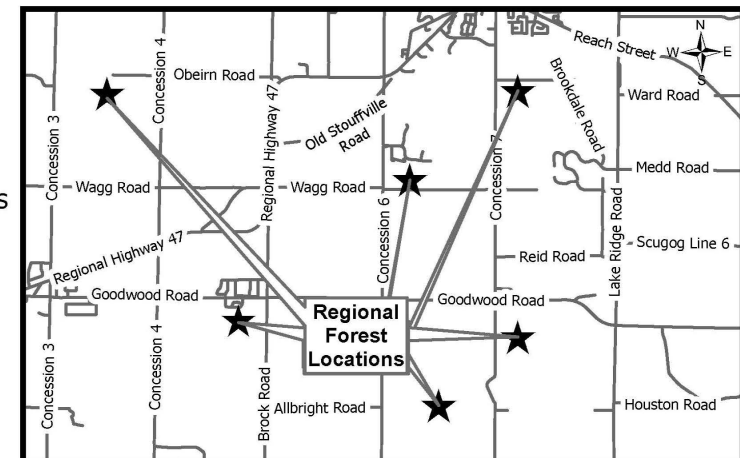 N
W E
S
Reach Street
Concession 4
Obeirn Road
Brookdale Road
Ward Road
Regional Highway 47
Old Stouffville
Road
Concession 3
Concession 7
Medd Road
Wagg Road
Wagg Road
Concession 6
Lake Ridge Road
Scugog Line 6
Regional Highway 47
Reid Road
Goodwood Road
Goodwood Road
Regional
Forest
Locations
Concession 3
Concession 4
Brock Road
Allbright Road
Houston Road
s